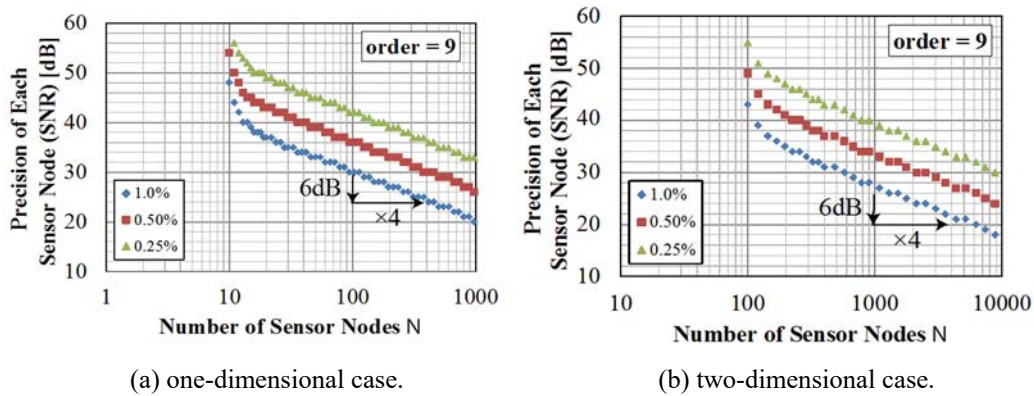 Precision of Each
Sensor Node (SNR) [dB]
60
50
40
30
20
10
order = 9
1.0%
0.50%
0.25%
6dB
×4
1
10
100
1000
Number of Sensor Nodes N
(a) one-dimensional case.
Precision of Each
Sensor Node (SNR) [dB]
60
50
40
30
20
10
order = 9
1.0%
0.50%
0.25%
6dB
×4
10
100
1000
10000
Number of Sensor Nodes N
(b) two-dimensional case.